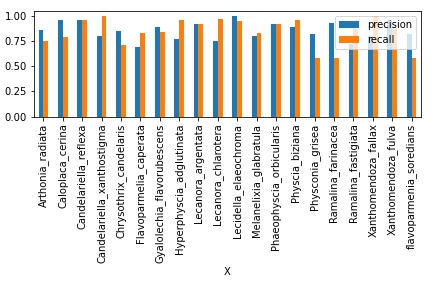 1.00
0.75
0.50
0.25
0.00
precision
recall
Arthonia_radiata
Caloplaca_cerina
Candelariella_reflexa
Candelariella_xanthostigma
Chrysothrix_candelaris
Flavoparmelia_caperata
Gyalolechia_flavorubescens
Hyperphyscia_adglutinata
Lecanora_argentata
Lecanora_chlarotera
Lecidella_elaeochroma
Melanelixia_glabratula
Phaeophyscia_orbicularis
Physcia_biziana
Physconia_grisea
Ramalina_farinacea
Ramalina_fastigiata
Xanthomendoza_fallax
Xanthomendoza_fulva
flavoparmenia_soredians
X